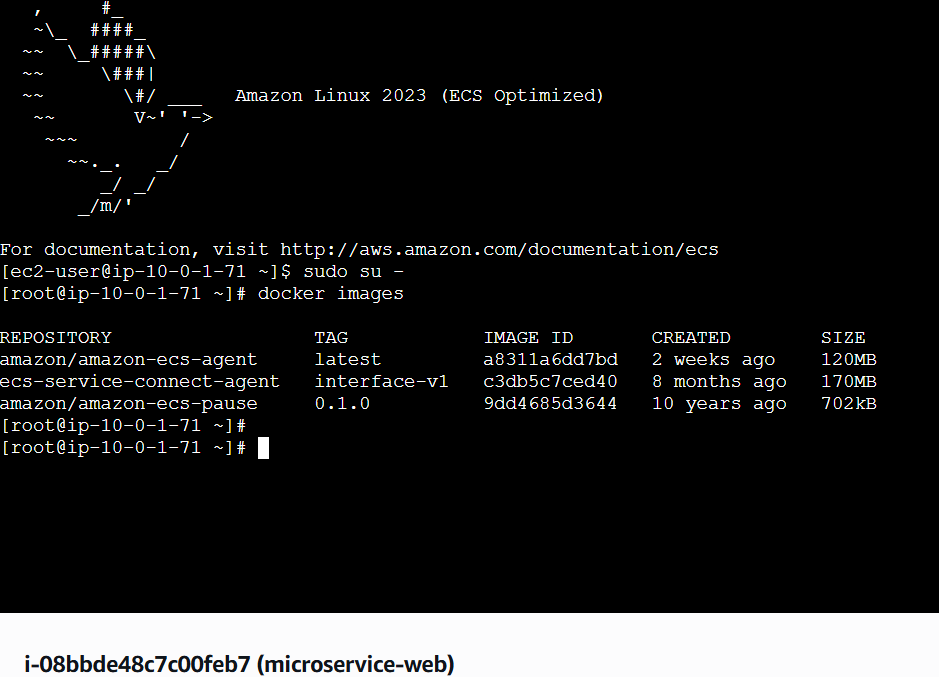 ,     #_
   ~\_  ####_
  ~~  \_#####\
  ~~     \###|
  ~~       \#/ ___   Amazon Linux 2023 (ECS Optimized)
   ~~       V~' '->
    ~~~         /
      ~~._.   _/
         _/ _/
       _/m/'
For documentation, visit http://aws.amazon.com/documentation/ecs
[ec2-user@ip-10-0-1-71 ~]$ sudo su -
[root@ip-10-0-1-71 ~]# docker images
REPOSITORY                  TAG            IMAGE ID       CREATED        SIZE
amazon/amazon-ecs-agent     latest         a8311a6dd7bd   2 weeks ago    120MB
ecs-service-connect-agent   interface-v1   c3db5c7ced40   8 months ago   170MB
amazon/amazon-ecs-pause     0.1.0          9dd4685d3644   10 years ago   702kB
[root@ip-10-0-1-71 ~]#
[root@ip-10-0-1-71 ~]#
i-08bbde48c7c00feb7 (microservice-web)